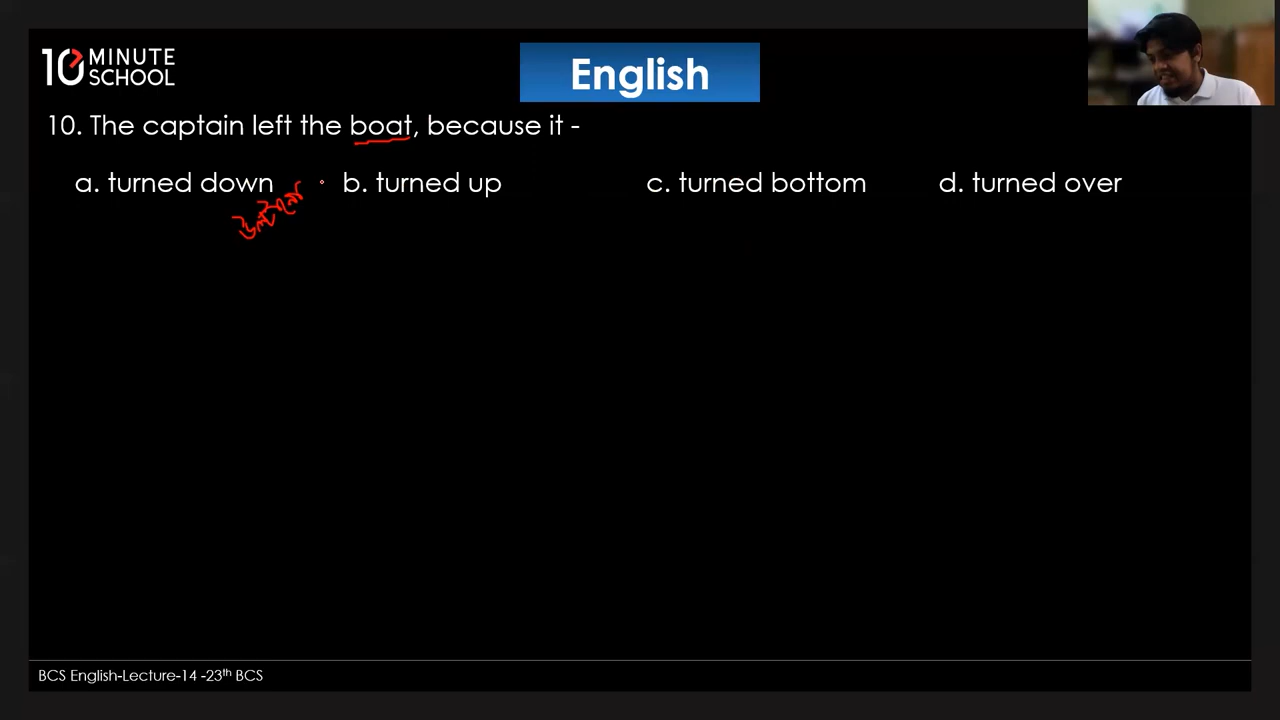 10 MINUTE SCHOOL
English
10. The captain left the boat, because it -
a. turned down b. turned up c. turned bottom d. turned over
BCS English-Lecture-14 -23th BCS